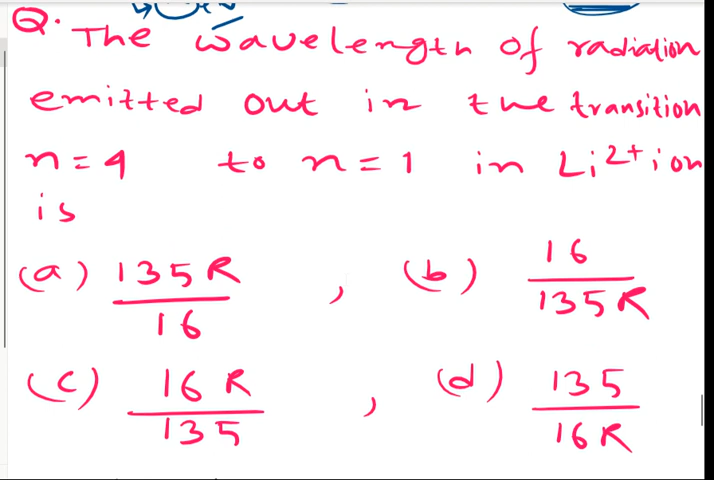 Q. The wavelength of radiation
emitted out in the transition
n = 4 to n = 1 in Li2+ ion
is
(a) 135R/16 , (b) 16/135R
(c) 16R/135 , (d) 135/16R